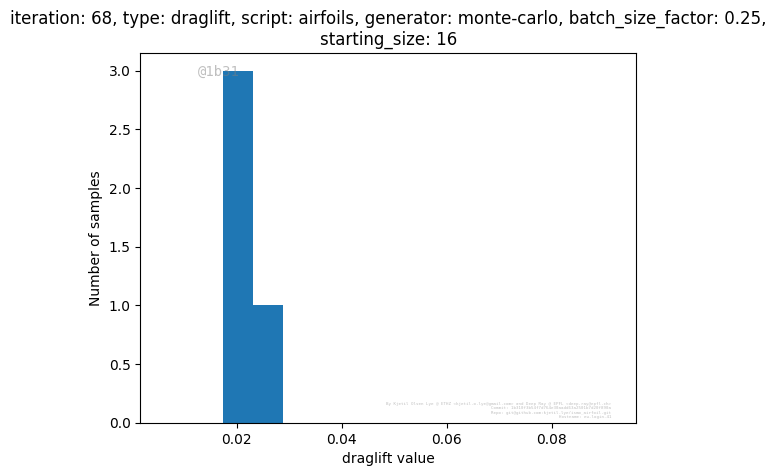 iteration: 68, type: draglift, script: airfoils, generator: monte-carlo, batch_size_factor: 0.25,
starting_size: 16
@1b31
3.0
2.5
2.0
1.5
1.0
0.5
0.0
Number of samples
0.02 0.04 0.06 0.08
draglift value